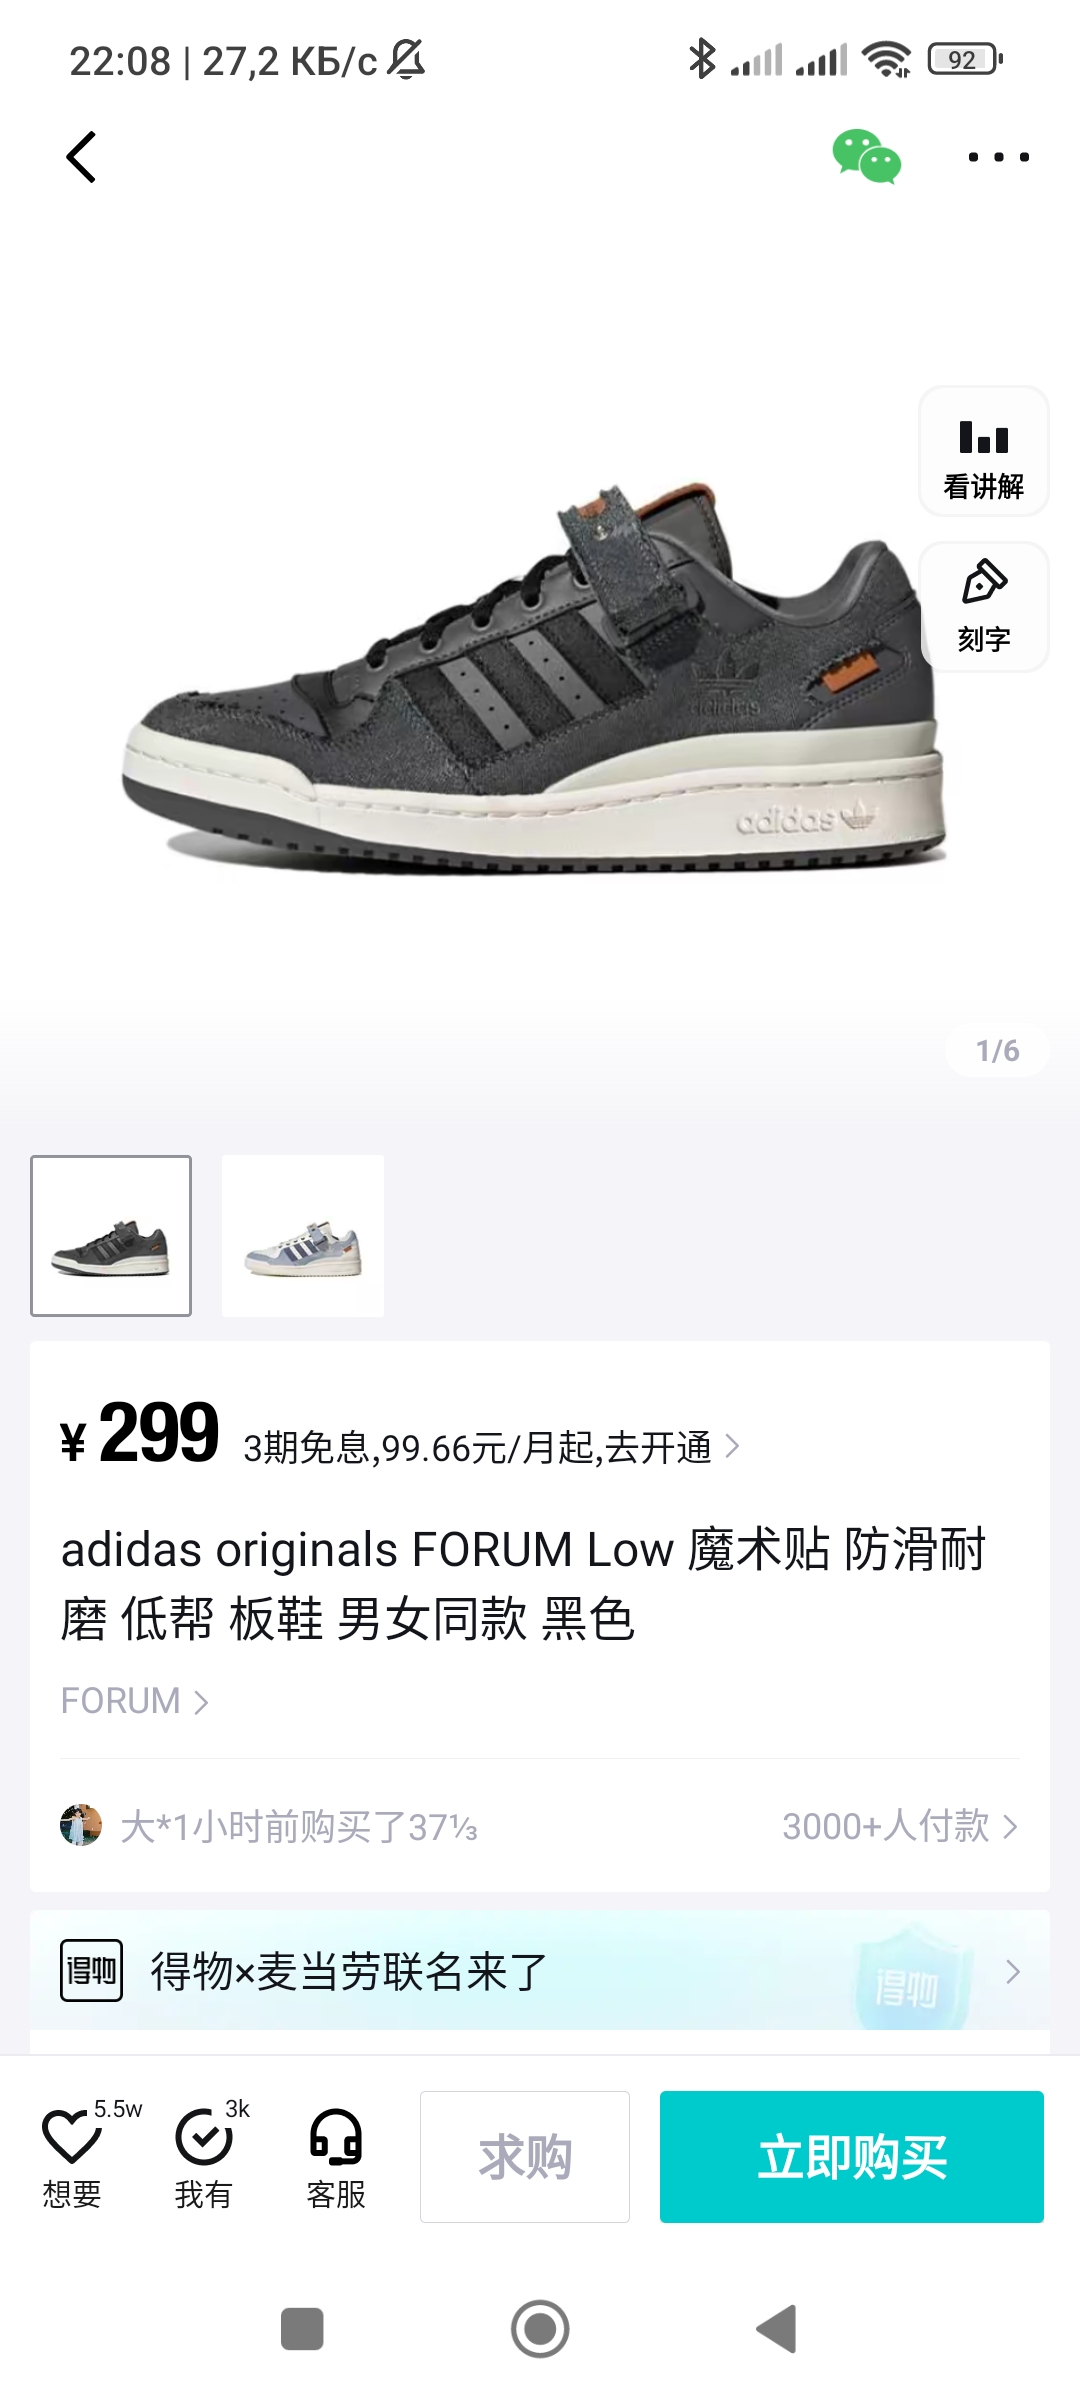 22:08 | 27,2 КБ/с
92
看讲解
刻字
adidas
adidas
1/6
¥ 299 3期免息,99.66元/月起,去开通
adidas originals FORUM Low 魔术贴 防滑耐
磨 低帮 板鞋 男女同款 黑色
FORUM
大*1小时前购买了37⅓ 3000+人付款
得物 得物×麦当劳联名来了 得物
5.5w 3k
想要 我有 客服 求购 立即购买